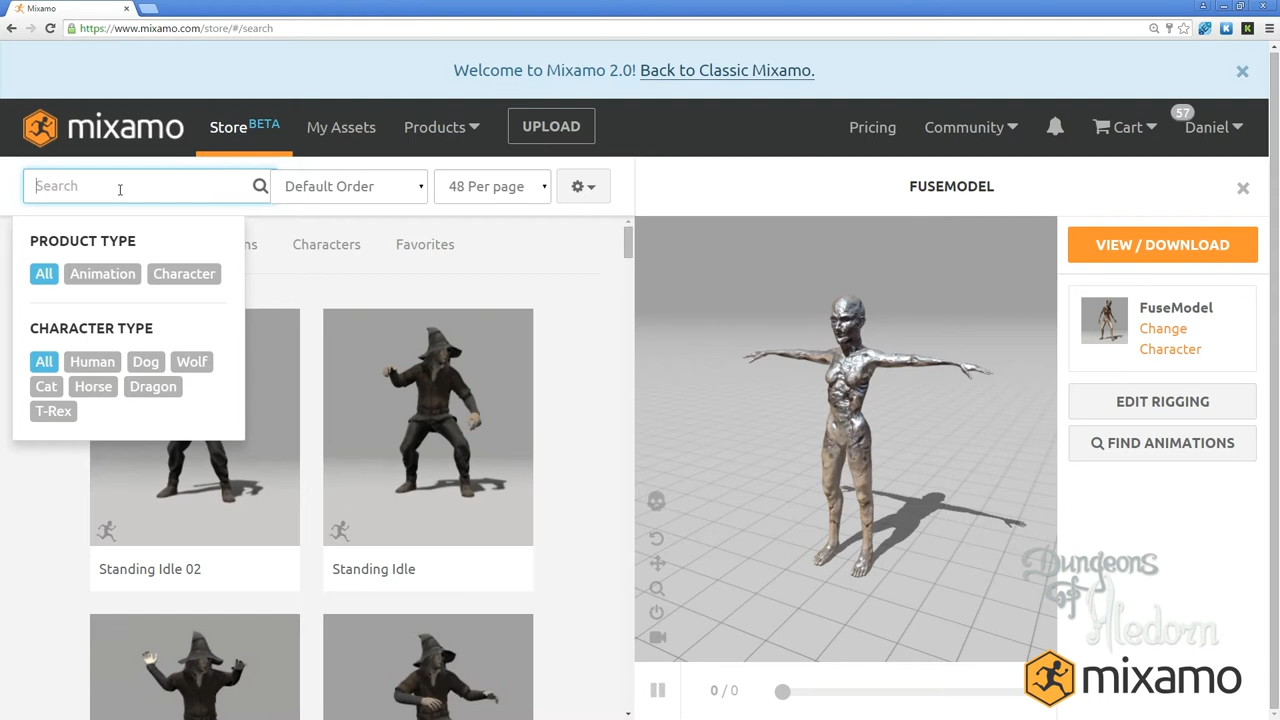 Mixamo
https://www.mixamo.com/store/#/search
Welcome to Mixamo 2.0! Back to Classic Mixamo.
mixamo
Store BETA
My Assets
Products
UPLOAD
Pricing
Community
57
Cart
Daniel
Search
Default Order
48 Per page
FUSEMODEL
PRODUCT TYPE
All Animation Character
CHARACTER TYPE
All Human Dog Wolf
Cat Horse Dragon
T-Rex
ns
Characters
Favorites
Standing Idle 02
Standing Idle
VIEW / DOWNLOAD
FuseModel
Change
Character
EDIT RIGGING
FIND ANIMATIONS
0 / 0
Dungeons
of
Aledorn
mixamo